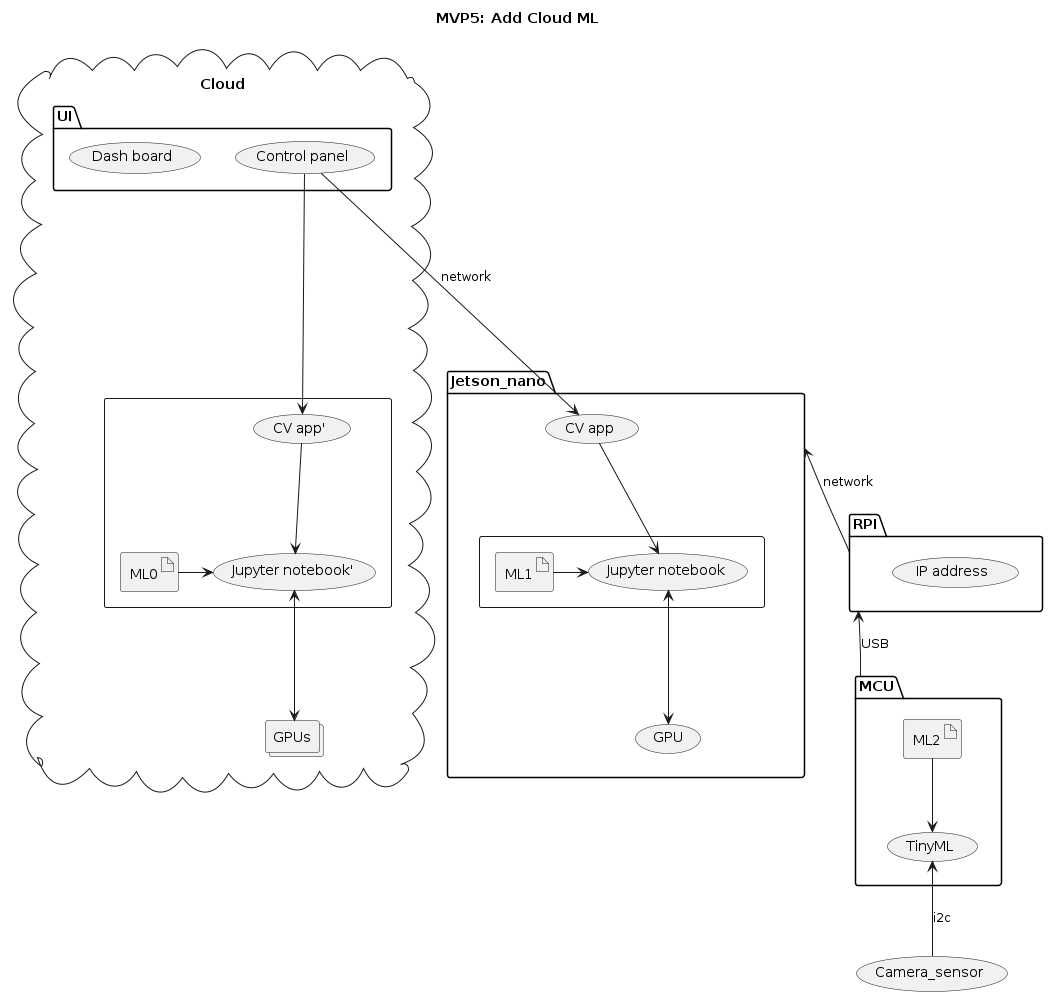 MVP5: Add Cloud ML
Cloud
UI
Dash board
Control panel
network
Jetson_nano
CV app'
CV app
network
RPI
ML0
Jupyter notebook'
ML1
Jupyter notebook
IP address
USB
MCU
GPUs
GPU
ML2
TinyML
i2c
Camera_sensor